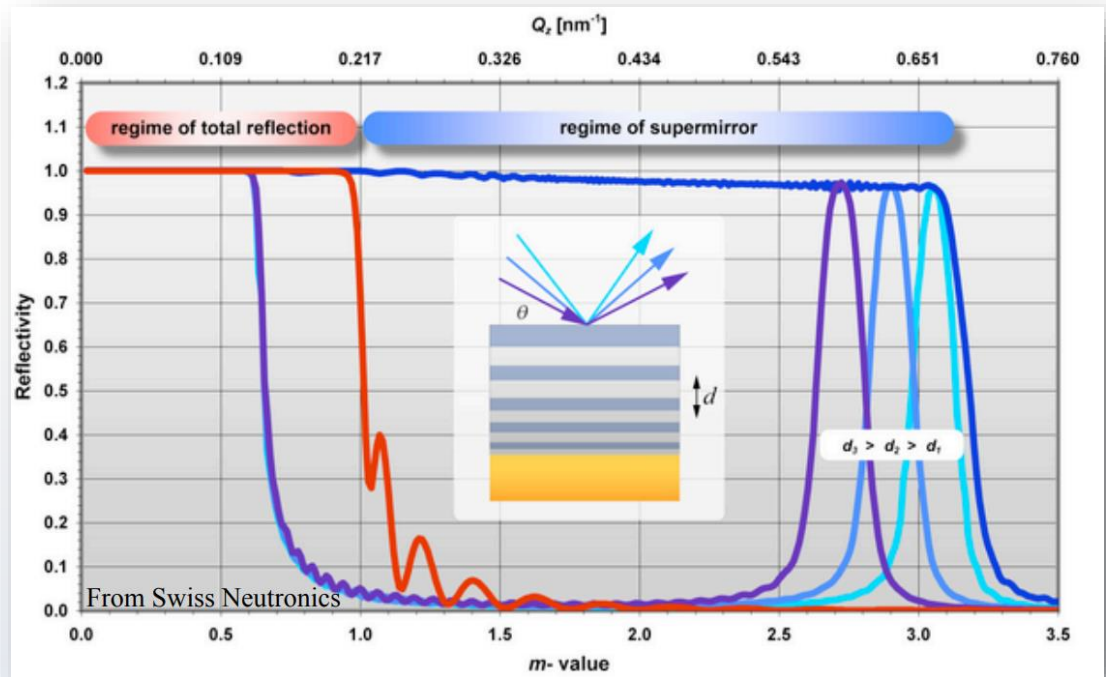 Qz [nm-1]
0.000 0.109 0.217 0.326 0.434 0.543 0.651 0.760
1.2
1.1
1.0
0.9
0.8
0.7
0.6
0.5
0.4
0.3
0.2
0.1
0.0
Reflectivity
regime of total reflection
regime of supermirror
θ
d
d3 > d2 > d1
From Swiss Neutronics
0.0 0.5 1.0 1.5 2.0 2.5 3.0 3.5
m- value